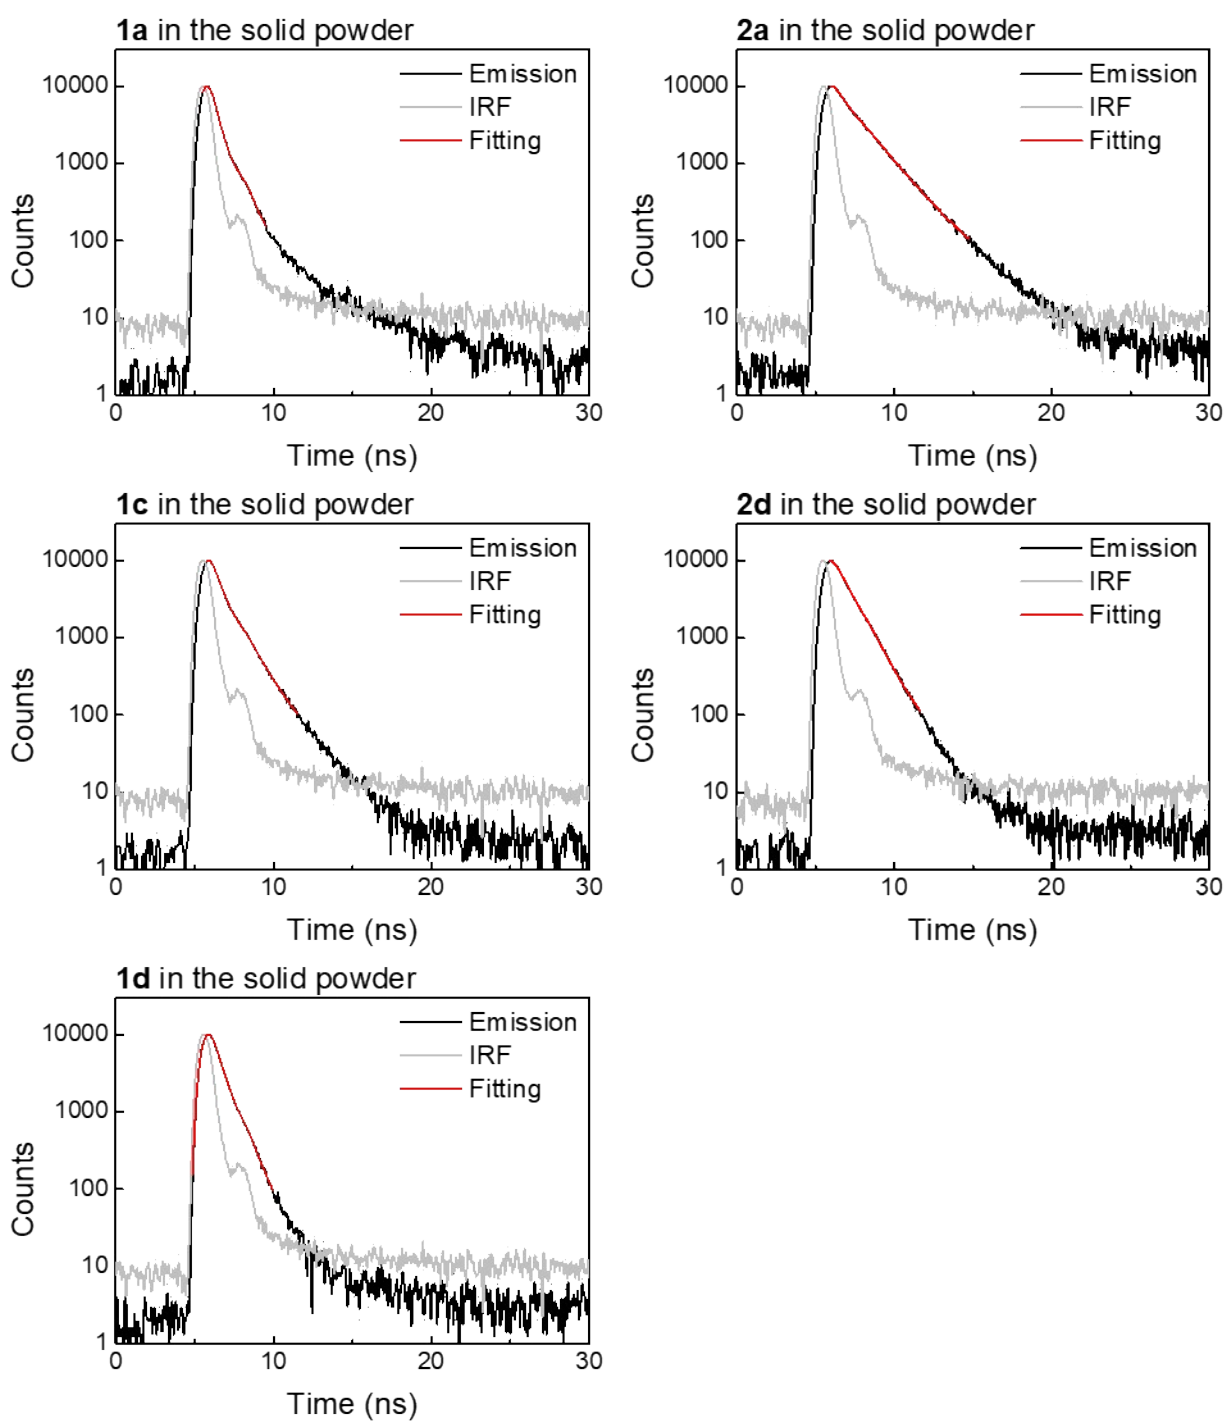 1a in the solid powder
Emission
IRF
Fitting
10000
1000
100
10
1
Counts
0 10 20 30
Time (ns)
2a in the solid powder
Emission
IRF
Fitting
10000
1000
100
10
1
Counts
0 10 20 30
Time (ns)
1c in the solid powder
Emission
IRF
Fitting
10000
1000
100
10
1
Counts
0 10 20 30
Time (ns)
2d in the solid powder
Emission
IRF
Fitting
10000
1000
100
10
1
Counts
0 10 20 30
Time (ns)
1d in the solid powder
Emission
IRF
Fitting
10000
1000
100
10
1
Counts
0 10 20 30
Time (ns)